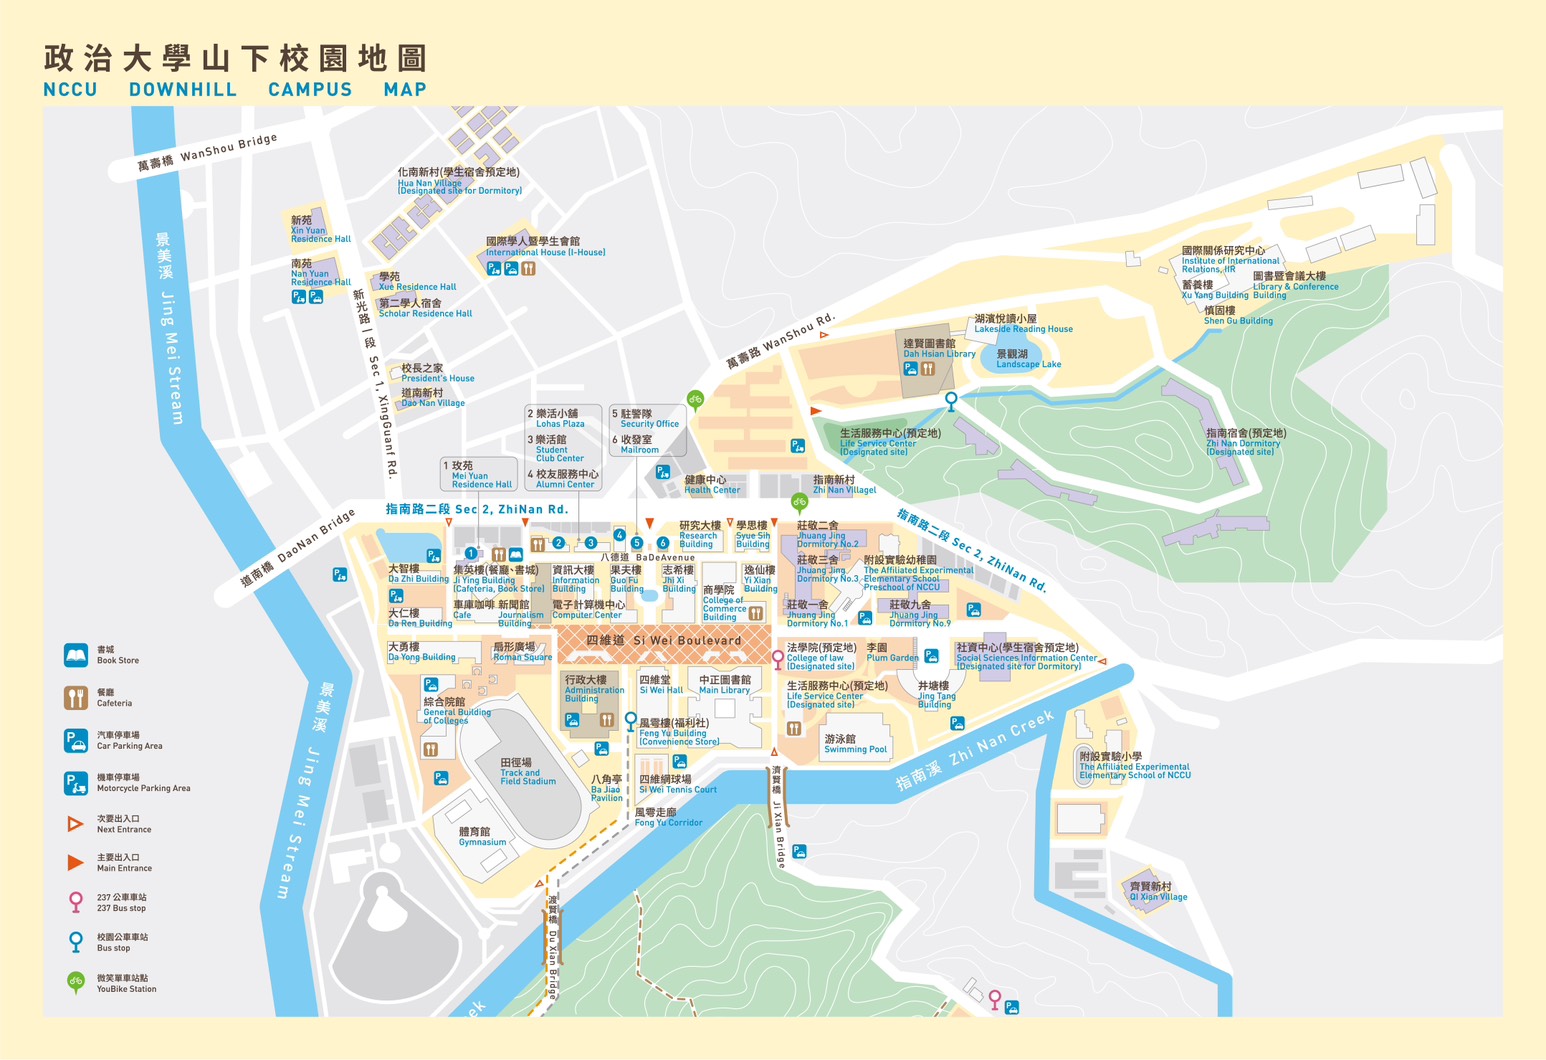 政治大學山下校園地圖
NCCU DOWNHILL CAMPUS MAP
萬壽橋 WanShou Bridge
景美溪 Jing Mei Stream
化南新村(學生宿舍預定地)
Hua Nan Village
(Designated site for Dormitory)
新苑
Xin Yuan
Residence Hall
南苑
Nan Yuan
Residence Hall
國際學人暨學生會館
International House (I-House)
學苑
Xue Residence Hall
第二學人宿舍
Scholar Residence Hall
新光路一段 Sec 1, XingGuanf Rd.
校長之家
President's House
道南新村
Dao Nan Village
萬壽路 WanShou Rd.
國際關係研究中心
Institute of International
Relations, IIR
圖書暨會議大樓
Library & Conference
Building
蓄養樓
Xu Yang Building
慎固樓
Shen Gu Building
湖濱悅讀小屋
Lakeside Reading House
達賢圖書館
Dah Hsian Library
景觀湖
Landscape Lake
生活服務中心(預定地)
Life Service Center
(Designated site)
指南宿舍(預定地)
Zhi Nan Dormitory
(Designated site)
1 玫苑
Mei Yuan
Residence Hall
2 樂活小舖
Lohas Plaza
3 樂活館
Student
Club Center
4 校友服務中心
Alumni Center
5 駐警隊
Security Office
6 收發室
Mailroom
健康中心
Health Center
指南新村
Zhi Nan Villagel
指南路二段 Sec 2, ZhiNan Rd.
指南路二段 Sec 2, ZhiNan Rd.
道南橋 DaoNan Bridge
1
2
3
4
5
6
八德道 BaDeAvenue
研究大樓
Research
Building
學思樓
Syue Sih
Building
莊敬二舍
Jhuang Jing
Dormitory No.2
莊敬三舍
Jhuang Jing
Dormitory No.3
附設實驗幼稚園
The Affiliated Experimental
Elementary School
Preschool of NCCU
大智樓
Da Zhi Building
集英樓(餐廳、書城)
Ji Ying Building
(Cafeteria, Book Store)
資訊大樓
Information
Building
果夫樓
Guo Fu
Building
志希樓
Jhi Xi
Building
商學院
College of
Commerce
Building
逸仙樓
Yi Xian
Building
大仁樓
Da Ren Building
車庫咖啡
Cafe
新聞館
Journalism
Building
電子計算機中心
Computer Center
莊敬一舍
Jhuang Jing
Dormitory No.1
莊敬九舍
Jhuang Jing
Dormitory No.9
四維道 Si Wei Boulevard
大勇樓
Da Yong Building
扇形廣場
Roman Square
法學院(預定地)
College of law
(Designated site)
李園
Plum Garden
社資中心(學生宿舍預定地)
Social Sciences Information Center
(Designated site for Dormitory)
行政大樓
Administration
Building
四維堂
Si Wei Hall
中正圖書館
Main Library
生活服務中心(預定地)
Life Service Center
(Designated site)
井塘樓
Jing Tang
Building
綜合院館
General Building
of Colleges
風雩樓(福利社)
Feng Yu Building
(Convenience Store)
游泳館
Swimming Pool
田徑場
Track and
Field Stadium
八角亭
Ba Jiao
Pavilion
四維網球場
Si Wei Tennis Court
風雩走廊
Fong Yu Corridor
體育館
Gymnasium
指南溪 Zhi Nan Creek
濟賢橋 Ji Xian Bridge
附設實驗小學
The Affiliated Experimental
Elementary School of NCCU
齊賢新村
Qi Xian Village
渡賢橋 Du Xian Bridge
景美溪 Jing Mei Stream
ek
書城
Book Store
餐廳
Cafeteria
汽車停車場
Car Parking Area
機車停車場
Motorcycle Parking Area
次要出入口
Next Entrance
主要出入口
Main Entrance
237 公車車站
237 Bus stop
校園公車車站
Bus stop
微笑單車站點
YouBike Station